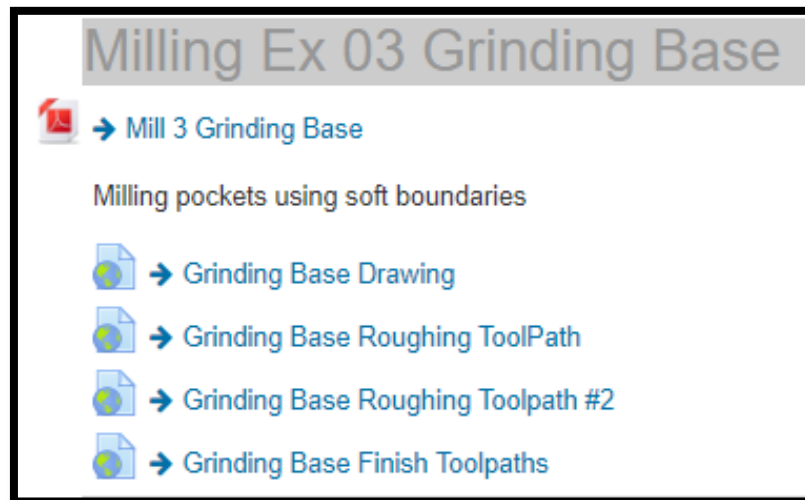 Milling Ex 03 Grinding Base
→ Mill 3 Grinding Base
Milling pockets using soft boundaries
→ Grinding Base Drawing
→ Grinding Base Roughing ToolPath
→ Grinding Base Roughing Toolpath #2
→ Grinding Base Finish Toolpaths